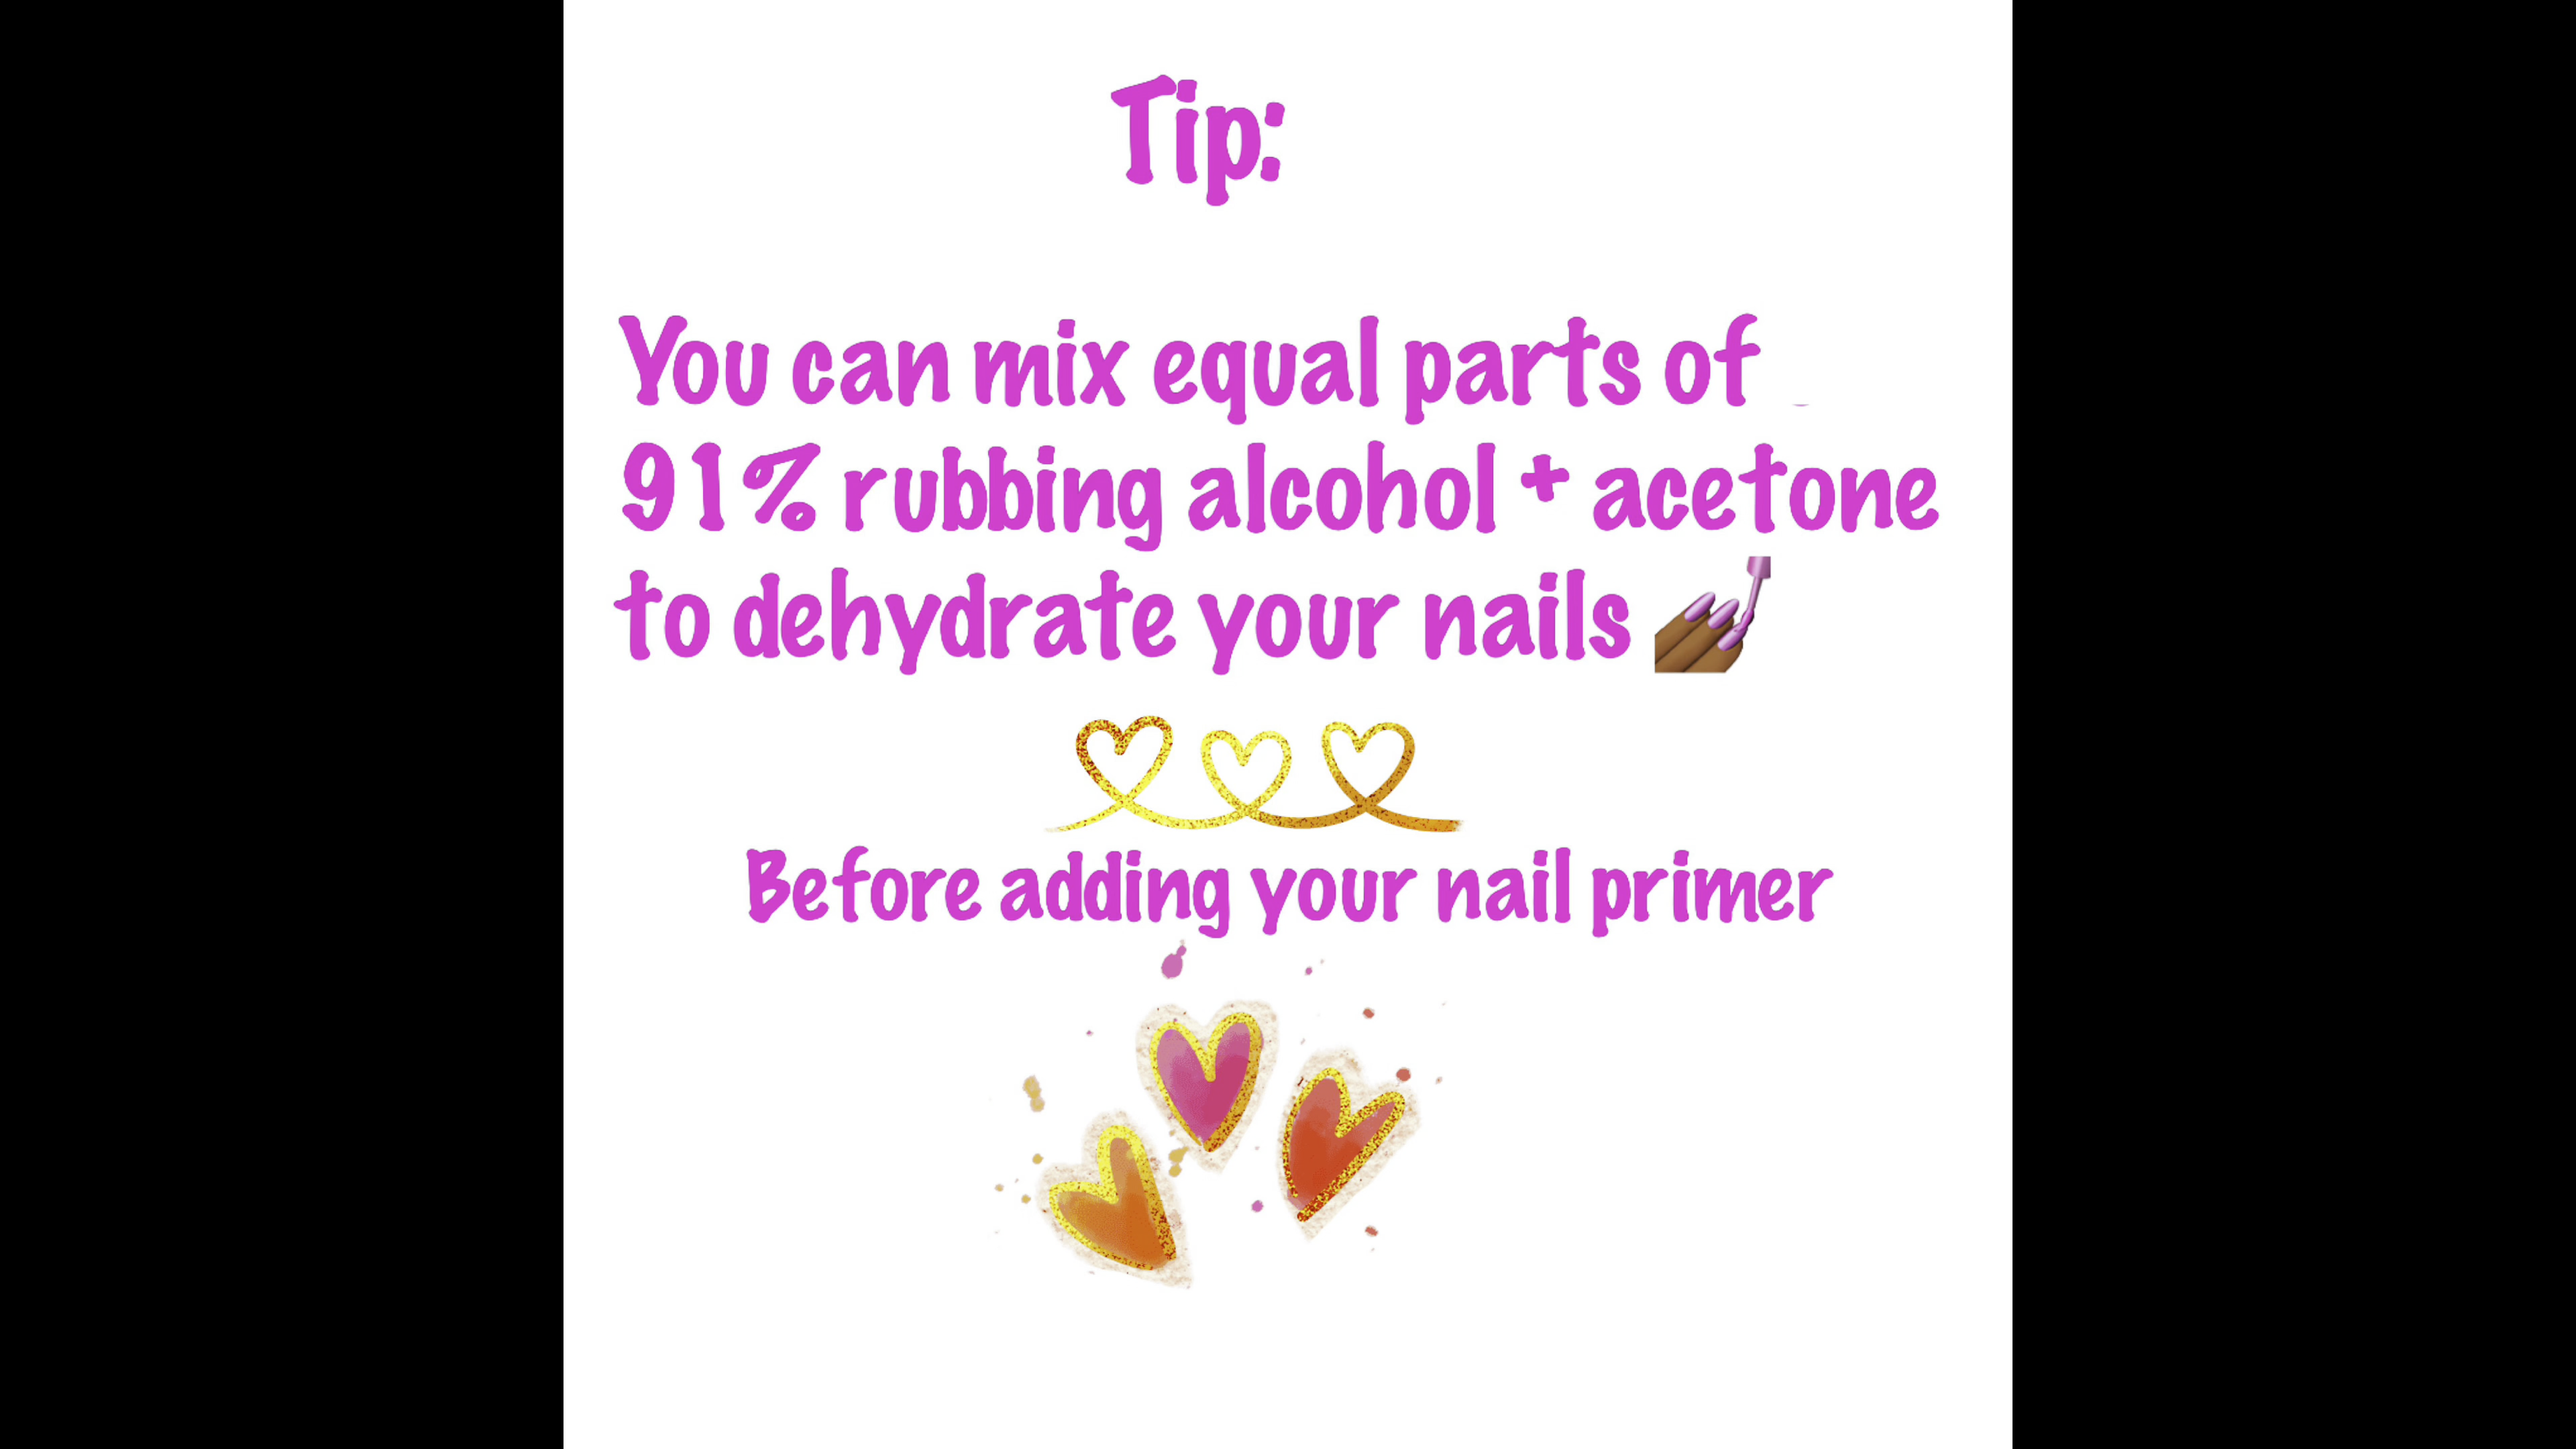 Tip:
You can mix equal parts of
91% rubbing alcohol + acetone
to dehydrate your nails 💅🏾
Before adding your nail primer